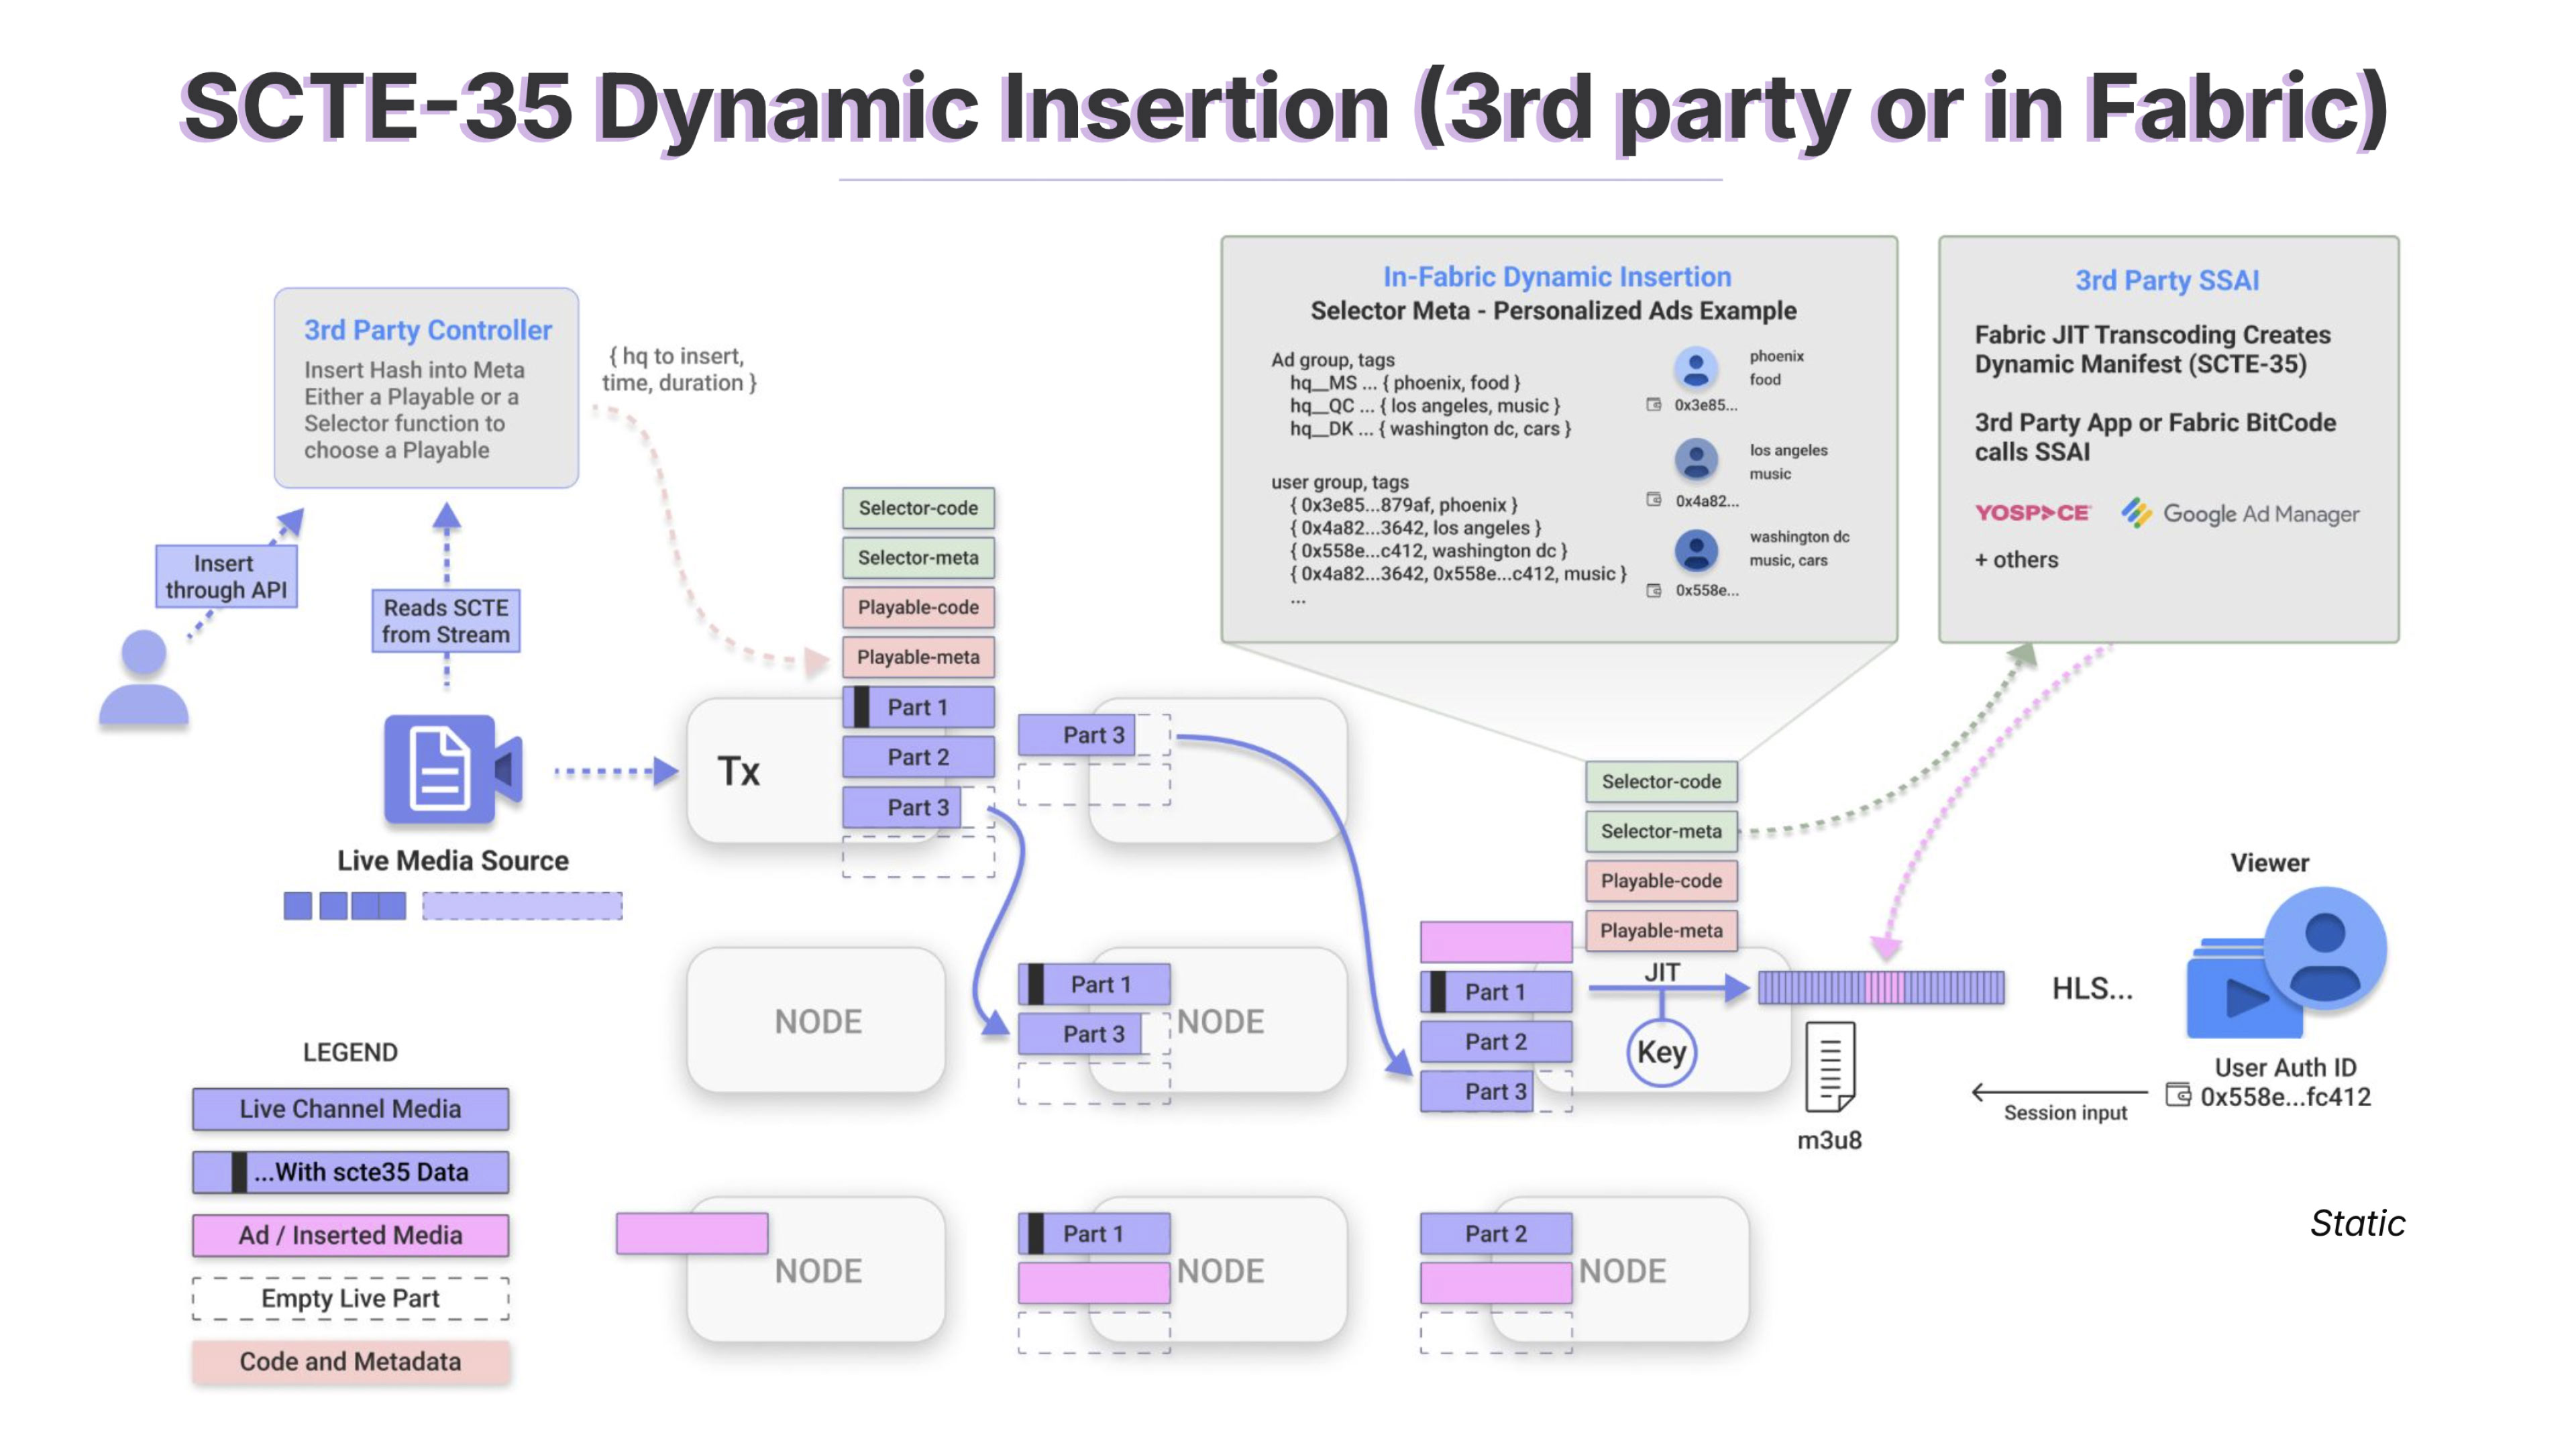 SCTE-35 Dynamic Insertion (3rd party or in Fabric)
3rd Party Controller
Insert Hash into Meta
Either a Playable or a
Selector function to
choose a Playable
{ hq to insert,
time, duration }
Insert
through API
Reads SCTE
from Stream
Live Media Source
Tx
Selector-code
Selector-meta
Playable-code
Playable-meta
Part 1
Part 2
Part 3
Part 3
In-Fabric Dynamic Insertion
Selector Meta - Personalized Ads Example
Ad group, tags
hq__MS ... { phoenix, food }
hq__QC ... { los angeles, music }
hq__DK ... { washington dc, cars }
user group, tags
{ 0x3e85...879af, phoenix }
{ 0x4a82...3642, los angeles }
{ 0x558e...c412, washington dc }
{ 0x4a82...3642, 0x558e...c412, music }
...
phoenix
food
0x3e85...
los angeles
music
0x4a82...
washington dc
music, cars
0x558e...
3rd Party SSAI
Fabric JIT Transcoding Creates
Dynamic Manifest (SCTE-35)
3rd Party App or Fabric BitCode
calls SSAI
YOSPACE
Google Ad Manager
+ others
Selector-code
Selector-meta
Playable-code
Playable-meta
Part 1
Part 2
Part 3
JIT
Key
HLS...
m3u8
Viewer
User Auth ID
0x558e...fc412
Session input
NODE
Part 1
Part 3
NODE
NODE
Part 1
NODE
Part 2
NODE
LEGEND
Live Channel Media
...With scte35 Data
Ad / Inserted Media
Empty Live Part
Code and Metadata
Static